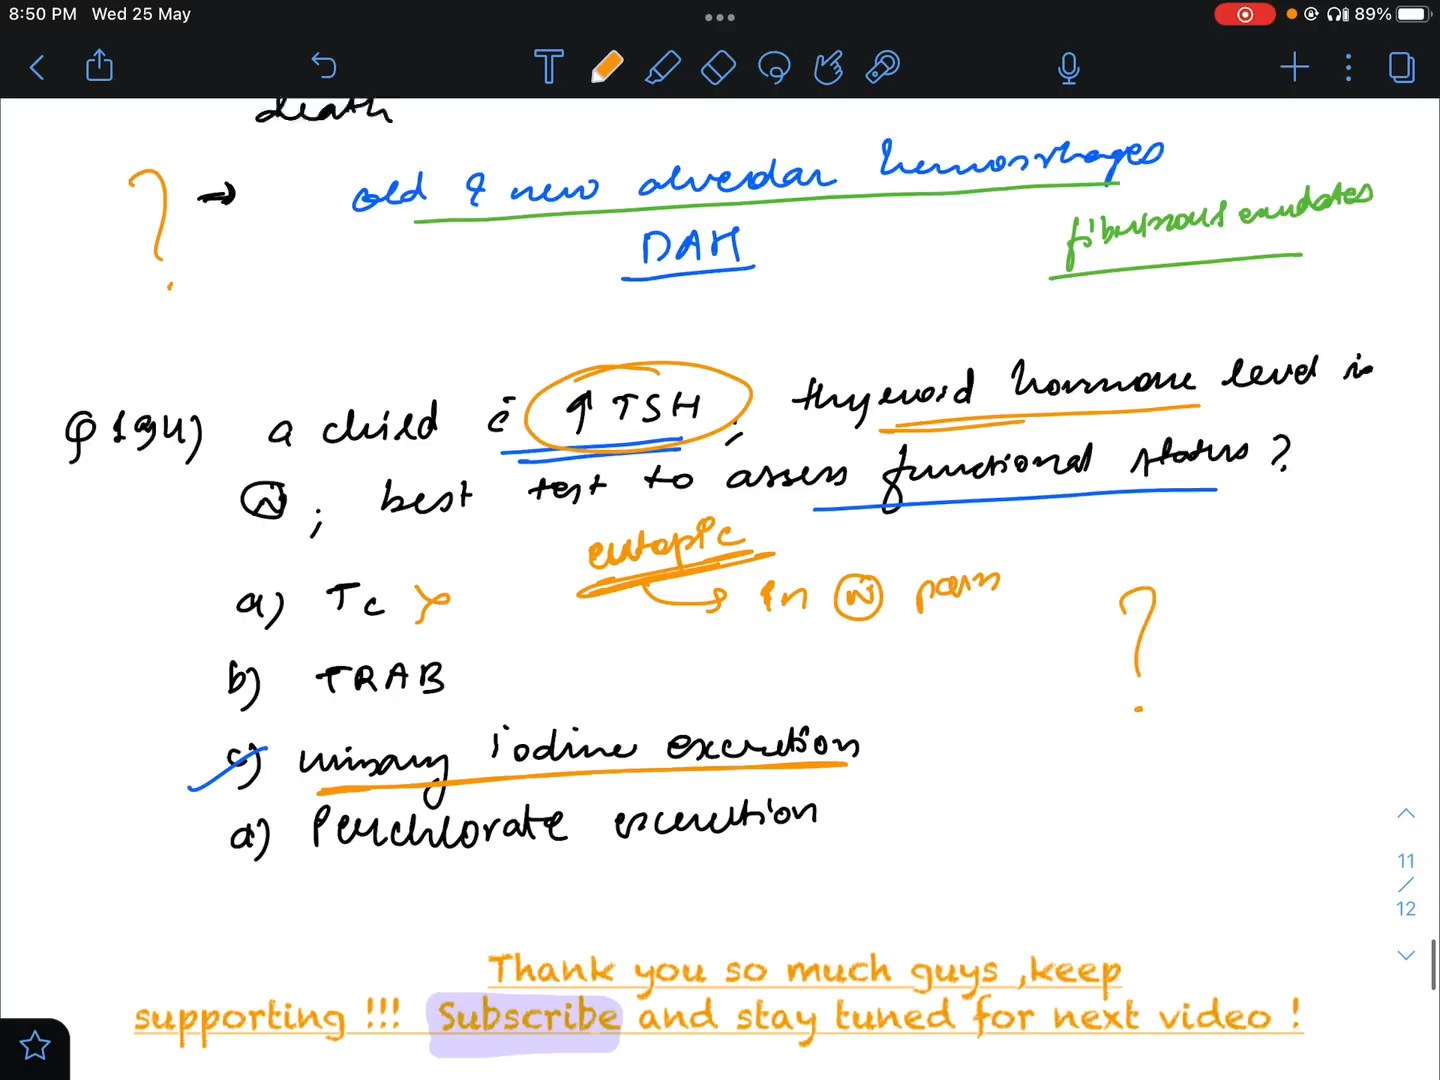 8:50 PM Wed 25 May
89%
death
? → old & new alveolar hemorrhages
fibrinous exudates
DAH
Q 194) a child c̄ ↑ TSH, thyroid hormone level is
(N); best test to assess functional status?
eutopic
→ in (N) posn
a) Tc
b) TRAB
?
c) urinary iodine excretion
d) Perchlorate excretion
11
/
12
Thank you so much guys ,keep
supporting !!! Subscribe and stay tuned for next video !